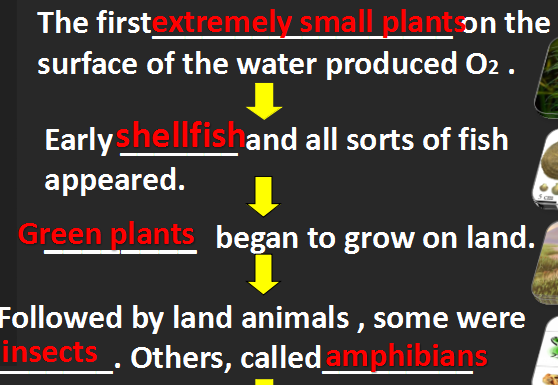 The first extremely small plants on the
surface of the water produced O₂ .
Early shellfish and all sorts of fish
appeared.
Green plants began to grow on land.
Followed by land animals , some were
insects . Others, called amphibians